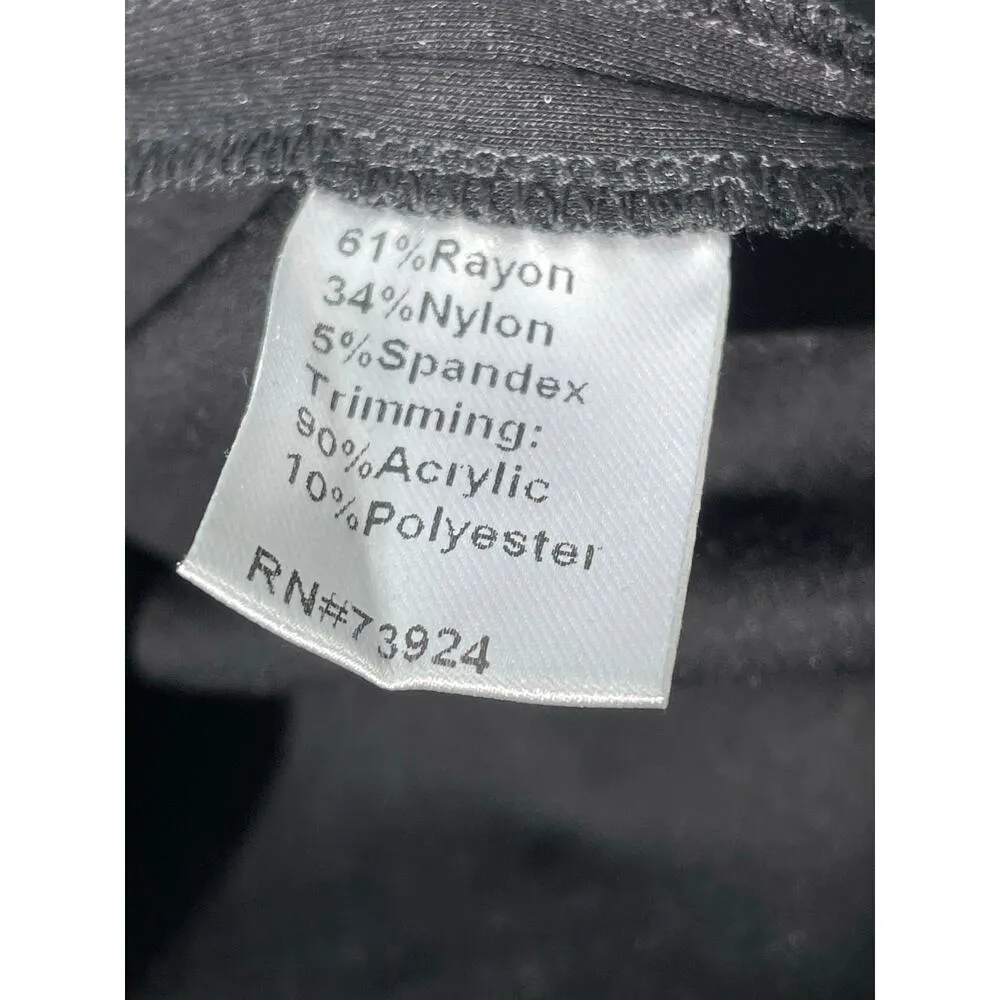 61%Rayon
34%Nylon
5%Spandex
Trimming:
90%Acrylic
10%Polyester
RN#73924